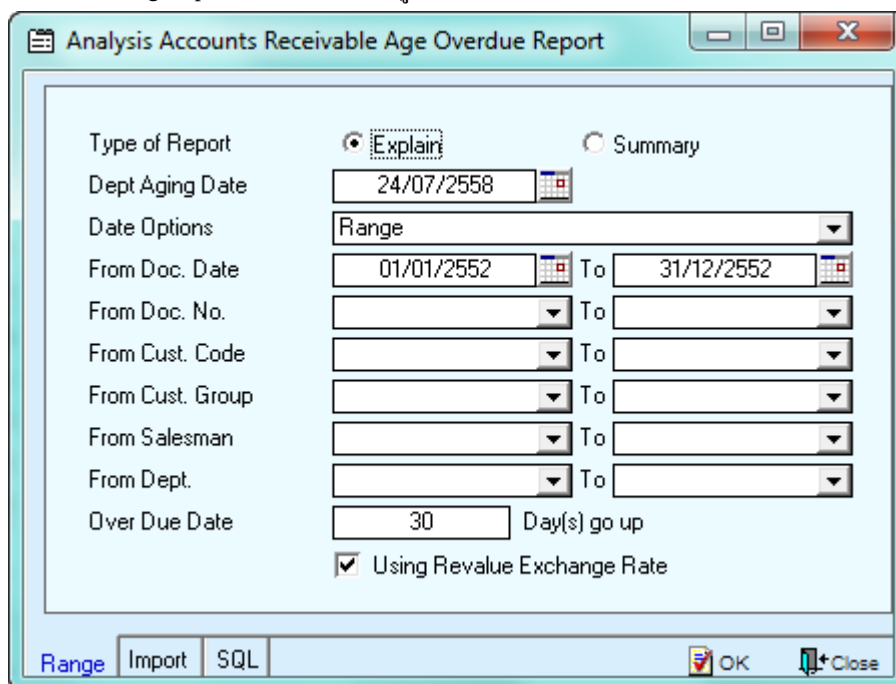 Analysis Accounts Receivable Age Overdue Report
Type of Report Explain Summary
Dept Aging Date 24/07/2558
Date Options Range
From Doc. Date 01/01/2552 To 31/12/2552
From Doc. No. To
From Cust. Code To
From Cust. Group To
From Salesman To
From Dept. To
Over Due Date 30 Day(s) go up
Using Revalue Exchange Rate
Range Import SQL OK Close